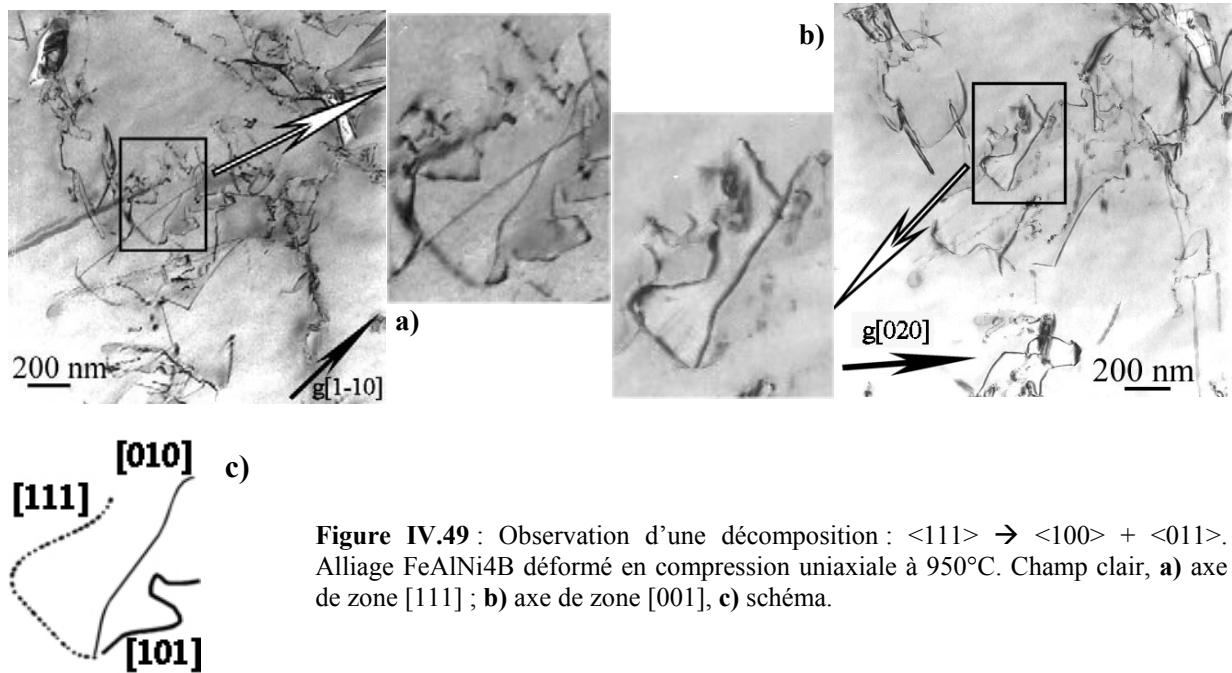 b)
a)
200 nm
g[1-10]
g[020]
200 nm
[010]
c)
[111]
[101]
Figure IV.49 : Observation d’une décomposition : <111> → <100> + <011>.
Alliage FeAlNi4B déformé en compression uniaxiale à 950°C. Champ clair, a) axe
de zone [111] ; b) axe de zone [001], c) schéma.